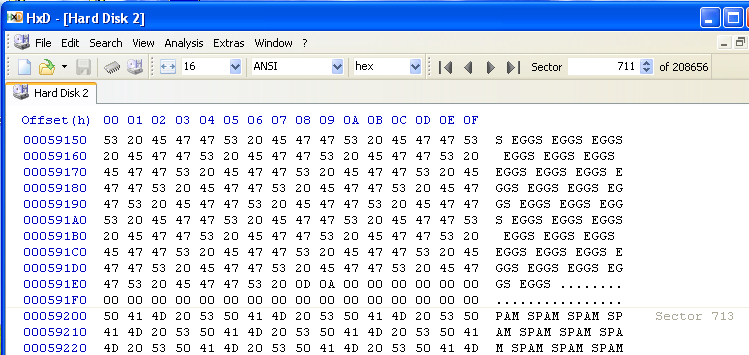 HxD - [Hard Disk 2]
File Edit Search View Analysis Extras Window ?
16 ANSI hex Sector 711 of 208656
Hard Disk 2
Offset(h) 00 01 02 03 04 05 06 07 08 09 0A 0B 0C 0D 0E 0F
00059150 53 20 45 47 47 53 20 45 47 47 53 20 45 47 47 53 S EGGS EGGS EGGS
00059160 20 45 47 47 53 20 45 47 47 53 20 45 47 47 53 20 EGGS EGGS EGGS
00059170 45 47 47 53 20 45 47 47 53 20 45 47 47 53 20 45 EGGS EGGS EGGS E
00059180 47 47 53 20 45 47 47 53 20 45 47 47 53 20 45 47 GGS EGGS EGGS EG
00059190 47 53 20 45 47 47 53 20 45 47 47 53 20 45 47 47 GS EGGS EGGS EGG
000591A0 53 20 45 47 47 53 20 45 47 47 53 20 45 47 47 53 S EGGS EGGS EGGS
000591B0 20 45 47 47 53 20 45 47 47 53 20 45 47 47 53 20 EGGS EGGS EGGS
000591C0 45 47 47 53 20 45 47 47 53 20 45 47 47 53 20 45 EGGS EGGS EGGS E
000591D0 47 47 53 20 45 47 47 53 20 45 47 47 53 20 45 47 GGS EGGS EGGS EG
000591E0 47 53 20 45 47 47 53 20 0D 0A 00 00 00 00 00 00 GS EGGS ........
000591F0 00 00 00 00 00 00 00 00 00 00 00 00 00 00 00 00 ................
00059200 50 41 4D 20 53 50 41 4D 20 53 50 41 4D 20 53 50 PAM SPAM SPAM SP Sector 713
00059210 41 4D 20 53 50 41 4D 20 53 50 41 4D 20 53 50 41 AM SPAM SPAM SPA
00059220 4D 20 53 50 41 4D 20 53 50 41 4D 20 53 50 41 4D M SPAM SPAM SPAM